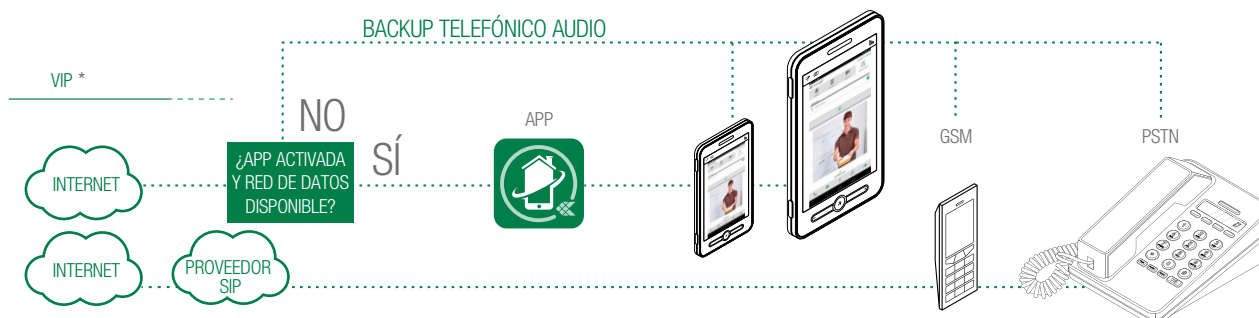 BACKUP TELEFÓNICO AUDIO
VIP *
NO
SÍ
APP
GSM
PSTN
INTERNET
¿APP ACTIVADA
Y RED DE DATOS
DISPONIBLE?
INTERNET
PROVEEDOR
SIP